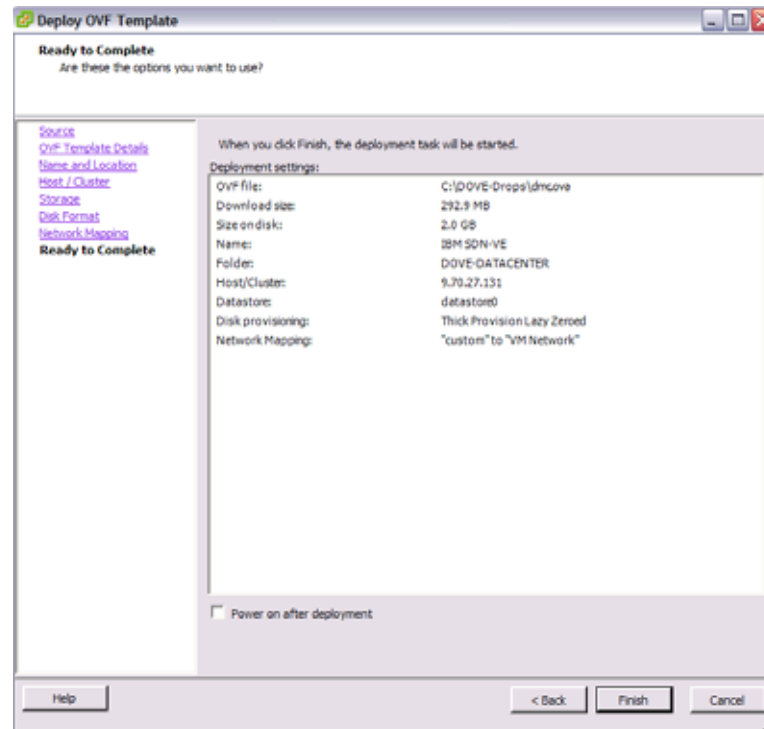 Deploy OVF Template
Ready to Complete
Are these the options you want to use?
Source
OVF Template Details
Name and Location
Host / Cluster
Storage
Disk Format
Network Mapping
Ready to Complete
When you click Finish, the deployment task will be started.
Deployment settings:
OVF file: C:\DOVE-Drops\dmc.ova
Download size: 292.9 MB
Size on disk: 2.0 GB
Name: IBM SDN-VE
Folder: DOVE-DATACENTER
Host/Cluster: 9.70.27.131
Datastore: datastore0
Disk provisioning: Thick Provision Lazy Zeroed
Network Mapping: "custom" to "VM Network"
Power on after deployment
Help
< Back
Finish
Cancel